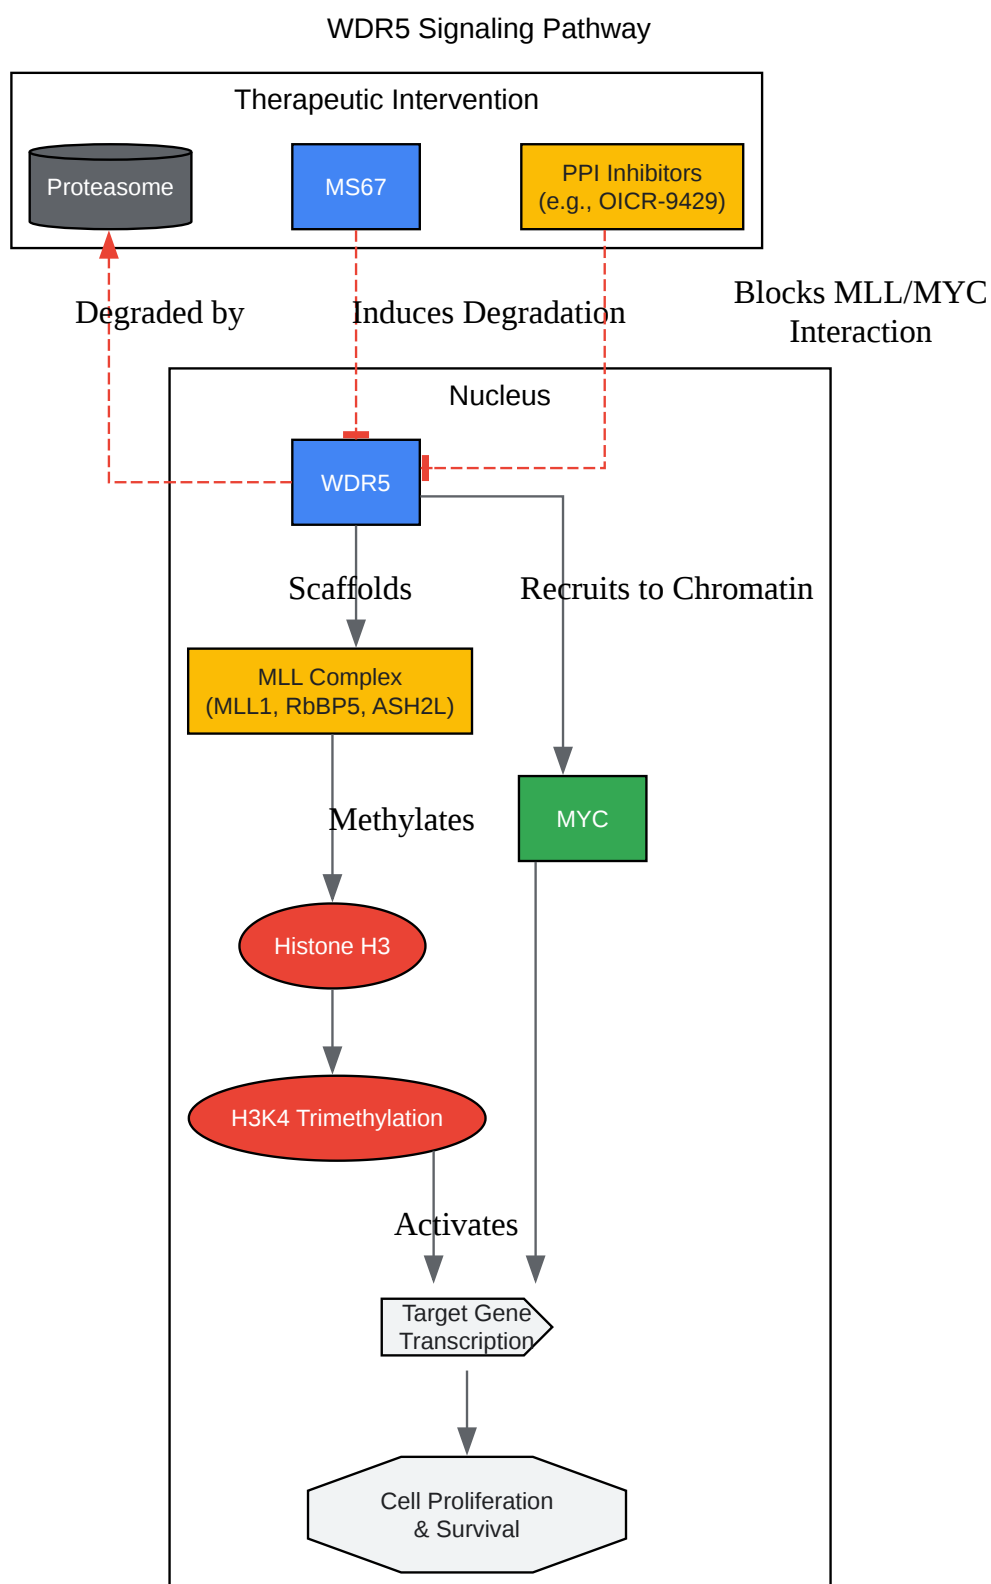 WDR5 Signaling Pathway
Therapeutic Intervention
Proteasome
MS67
PPI Inhibitors
(e.g., OICR-9429)
Degraded by
Induces Degradation
Blocks MLL/MYC
Interaction
Nucleus
WDR5
Scaffolds
Recruits to Chromatin
MLL Complex
(MLL1, RbBP5, ASH2L)
Methylates
MYC
Histone H3
H3K4 Trimethylation
Activates
Target Gene
Transcription
Cell Proliferation
& Survival